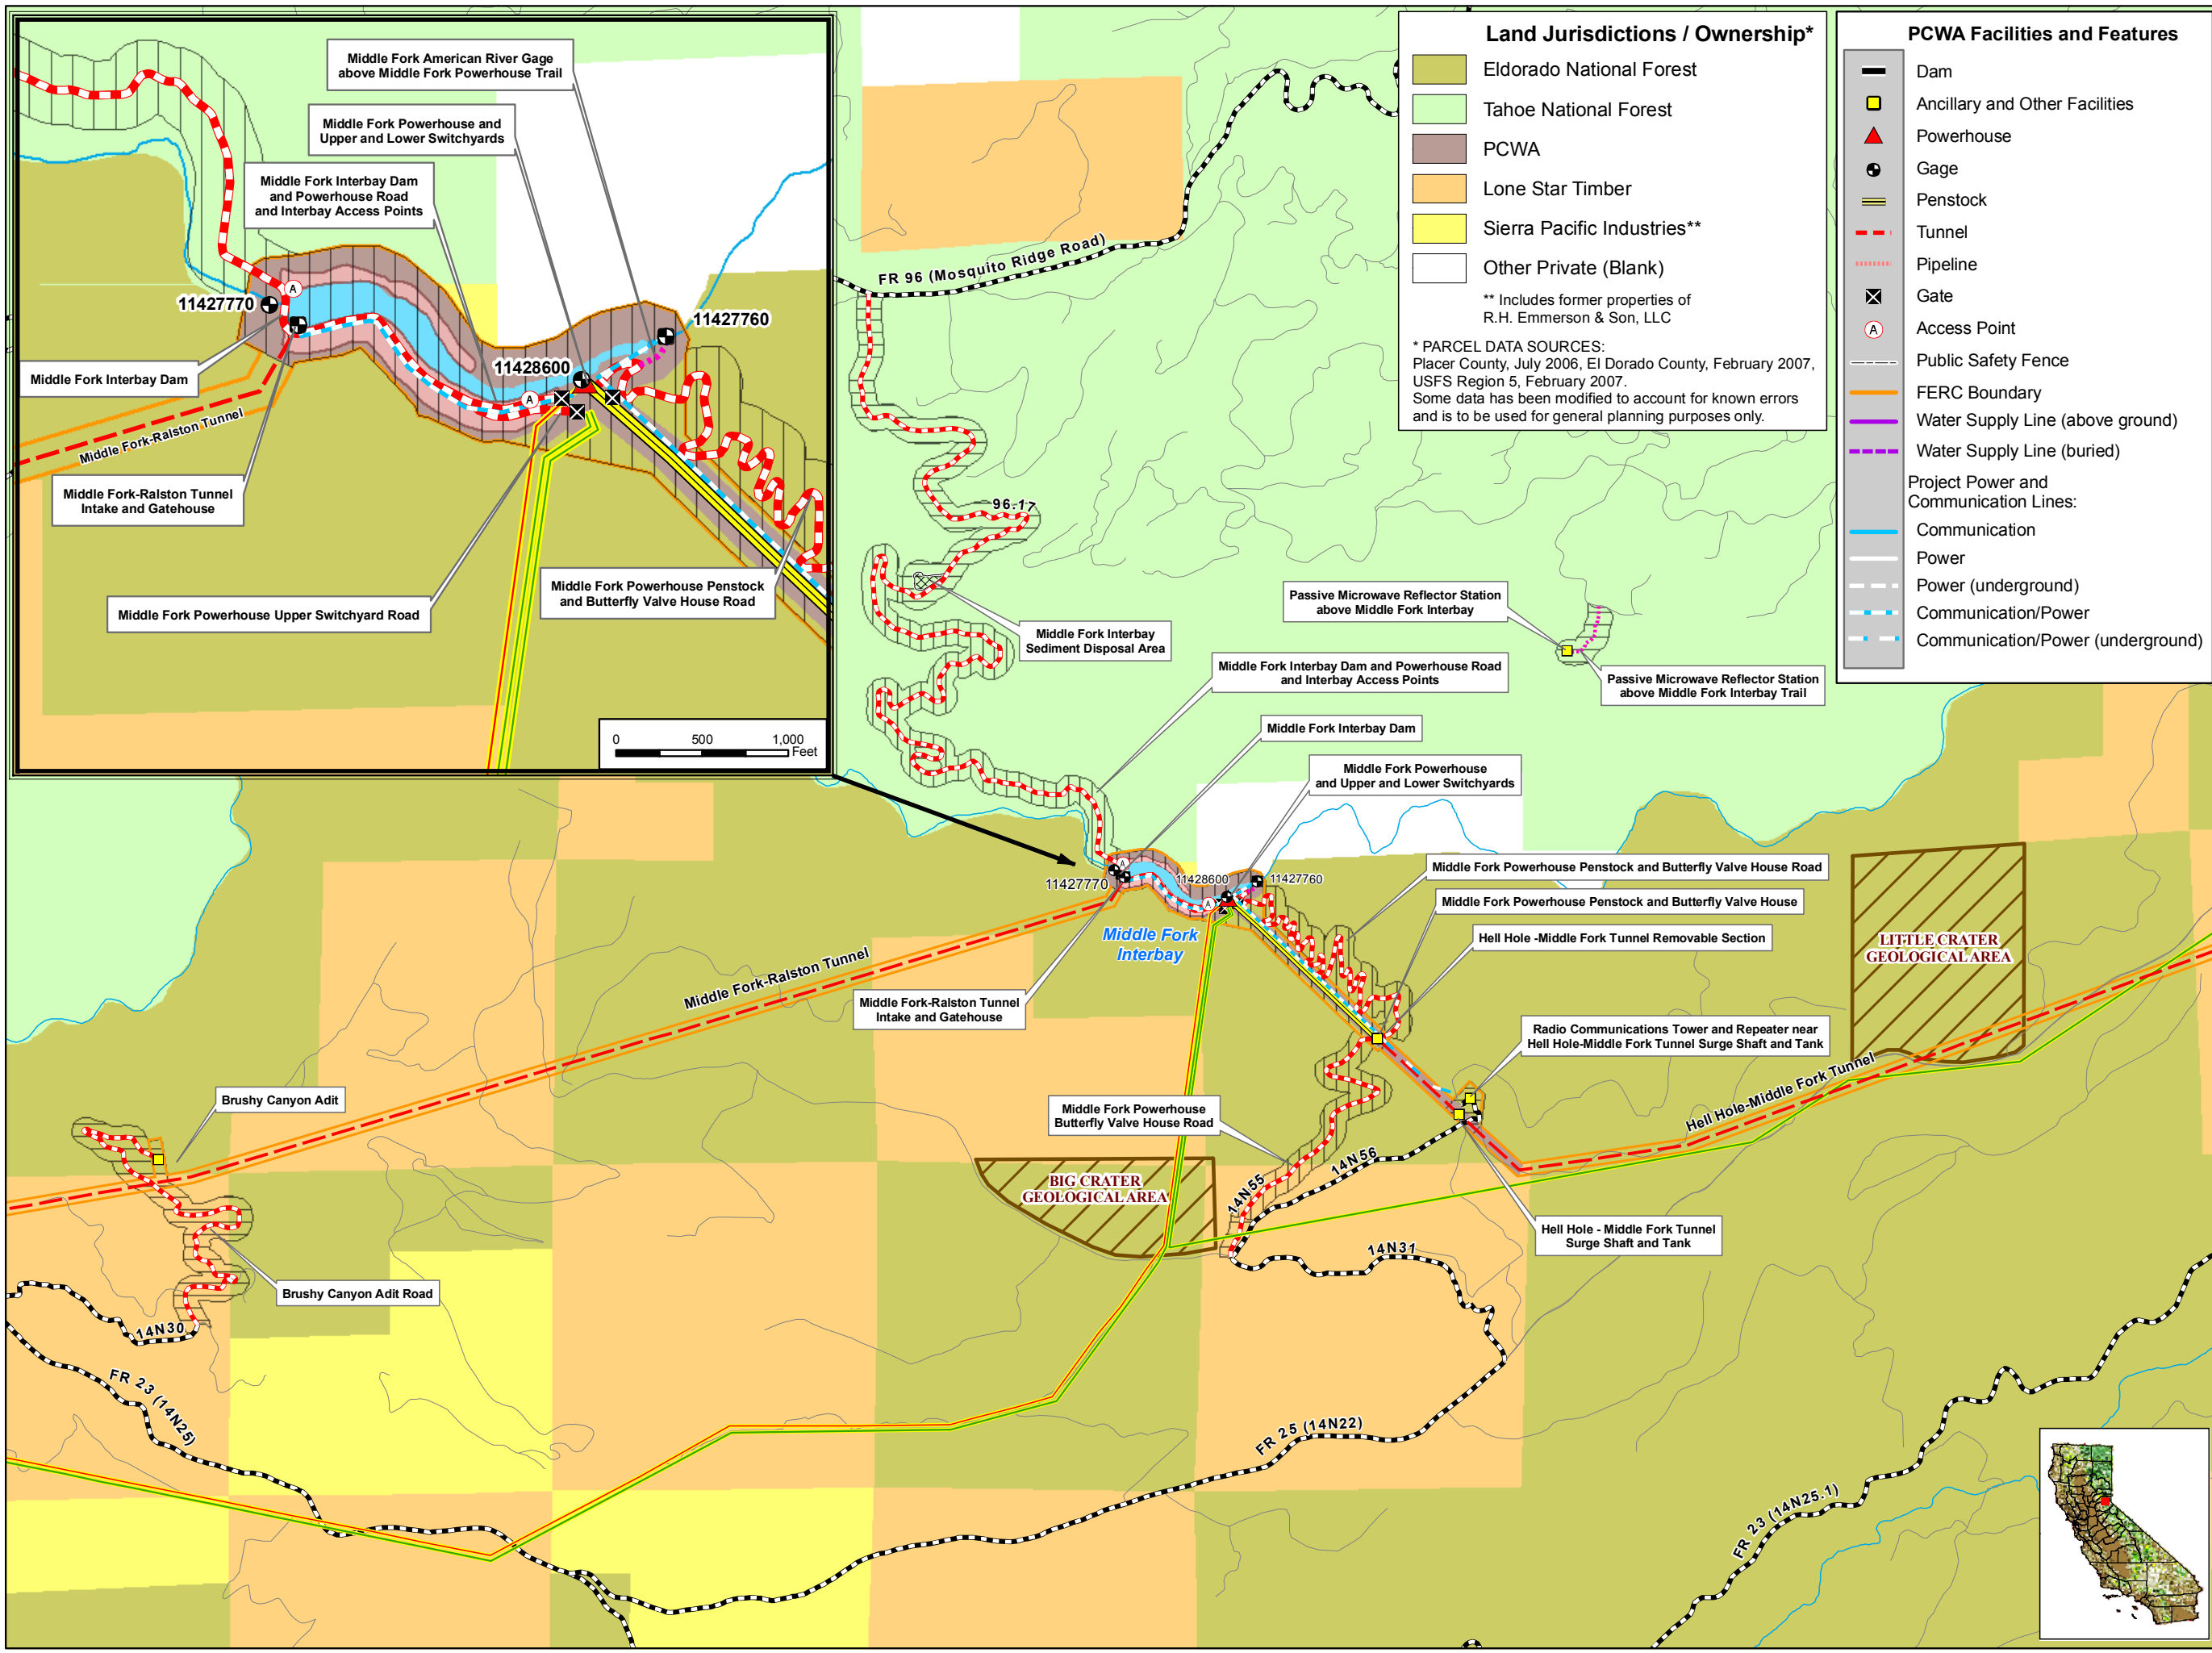 Middle Fork American River Gage
above Middle Fork Powerhouse Trail
Middle Fork Powerhouse and
Upper and Lower Switchyards
Middle Fork Interbay Dam
and Powerhouse Road
and Interbay Access Points
11427770
A
11427760
11428600
A
Middle Fork Interbay Dam
Middle Fork-Ralston Tunnel
Middle Fork-Ralston Tunnel
Intake and Gatehouse
Middle Fork Powerhouse Upper Switchyard Road
Middle Fork Powerhouse Penstock
and Butterfly Valve House Road
0 500 1,000
Feet
Land Jurisdictions / Ownership*
Eldorado National Forest
Tahoe National Forest
PCWA
Lone Star Timber
Sierra Pacific Industries**
Other Private (Blank)
** Includes former properties of
R.H. Emmerson & Son, LLC
* PARCEL DATA SOURCES:
Placer County, July 2006, El Dorado County, February 2007,
USFS Region 5, February 2007.
Some data has been modified to account for known errors
and is to be used for general planning purposes only.
PCWA Facilities and Features
Dam
Ancillary and Other Facilities
Powerhouse
Gage
Penstock
Tunnel
Pipeline
Gate
A Access Point
Public Safety Fence
FERC Boundary
Water Supply Line (above ground)
Water Supply Line (buried)
Project Power and
Communication Lines:
Communication
Power
Power (underground)
Communication/Power
Communication/Power (underground)
FR 96 (Mosquito Ridge Road)
96.17
Middle Fork Interbay
Sediment Disposal Area
Passive Microwave Reflector Station
above Middle Fork Interbay
Passive Microwave Reflector Station
above Middle Fork Interbay Trail
Middle Fork Interbay Dam and Powerhouse Road
and Interbay Access Points
Middle Fork Interbay Dam
Middle Fork Powerhouse
and Upper and Lower Switchyards
A
11427770
11428600
11427760
A
Middle Fork
Interbay
Middle Fork Powerhouse Penstock and Butterfly Valve House Road
Middle Fork Powerhouse Penstock and Butterfly Valve House
Hell Hole -Middle Fork Tunnel Removable Section
LITTLE CRATER
GEOLOGICAL AREA
Middle Fork-Ralston Tunnel
Middle Fork-Ralston Tunnel
Intake and Gatehouse
Radio Communications Tower and Repeater near
Hell Hole-Middle Fork Tunnel Surge Shaft and Tank
Hell Hole-Middle Fork Tunnel
Brushy Canyon Adit
Middle Fork Powerhouse
Butterfly Valve House Road
14N56
14N55
BIG CRATER
GEOLOGICAL AREA
Hell Hole - Middle Fork Tunnel
Surge Shaft and Tank
14N31
Brushy Canyon Adit Road
14N30
FR 23 (14N25)
FR 25 (14N22)
FR 23 (14N25.1)